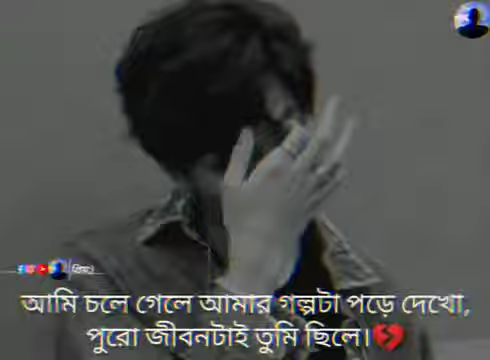 আমি চলে গেলে আমার গল্পটা পড়ে দেখো,
পুরো জীবনটাই তুমি ছিলে।💔